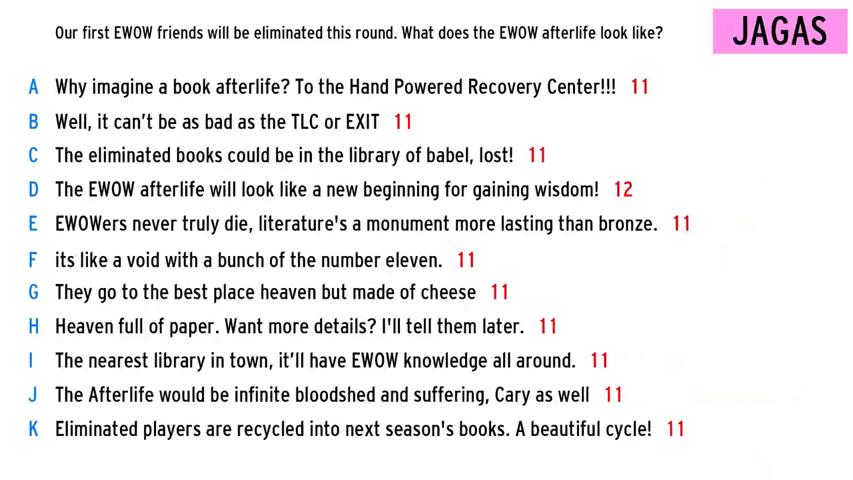 Our first EWOW friends will be eliminated this round. What does the EWOW afterlife look like?
JAGAS
A Why imagine a book afterlife? To the Hand Powered Recovery Center!!! 11
B Well, it can't be as bad as the TLC or EXIT 11
C The eliminated books could be in the library of babel, lost! 11
D The EWOW afterlife will look like a new beginning for gaining wisdom! 12
E EWOWers never truly die, literature's a monument more lasting than bronze. 11
F its like a void with a bunch of the number eleven. 11
G They go to the best place heaven but made of cheese 11
H Heaven full of paper. Want more details? I'll tell them later. 11
I The nearest library in town, it'll have EWOW knowledge all around. 11
J The Afterlife would be infinite bloodshed and suffering, Cary as well 11
K Eliminated players are recycled into next season's books. A beautiful cycle! 11